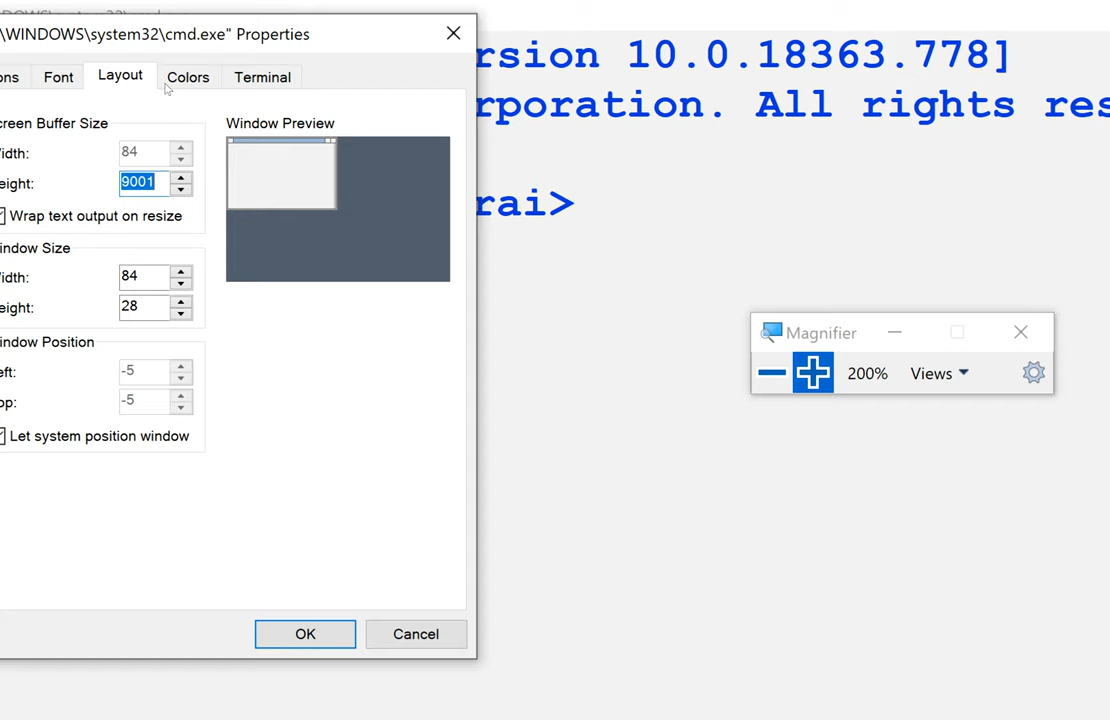 \WINDOWS\system32\cmd.exe" Properties
ons Font Layout Colors Terminal
creen Buffer Size
idth: 84
eight: 9001
Wrap text output on resize
indow Size
idth: 84
eight: 28
indow Position
eft: -5
op: -5
Let system position window
Window Preview
OK Cancel
rsion 10.0.18363.778]
rporation. All rights res
rai>
Magnifier
200% Views